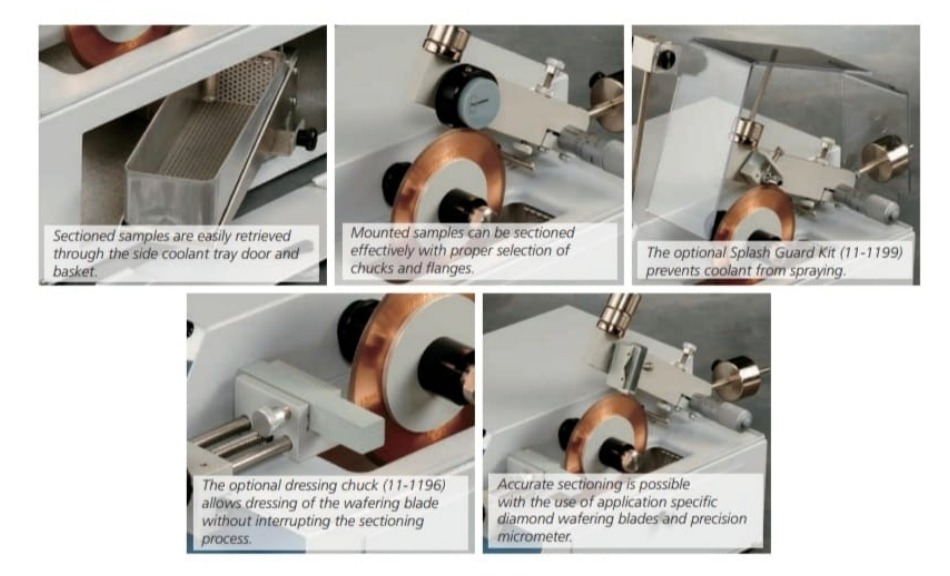 Sectioned samples are easily retrieved
through the side coolant tray door and
basket.
Mounted samples can be sectioned
effectively with proper selection of
chucks and flanges.
The optional Splash Guard Kit (11-1199)
prevents coolant from spraying.
The optional dressing chuck (11-1196)
allows dressing of the wafering blade
without interrupting the sectioning
process.
Accurate sectioning is possible
with the use of application specific
diamond wafering blades and precision
micrometer.